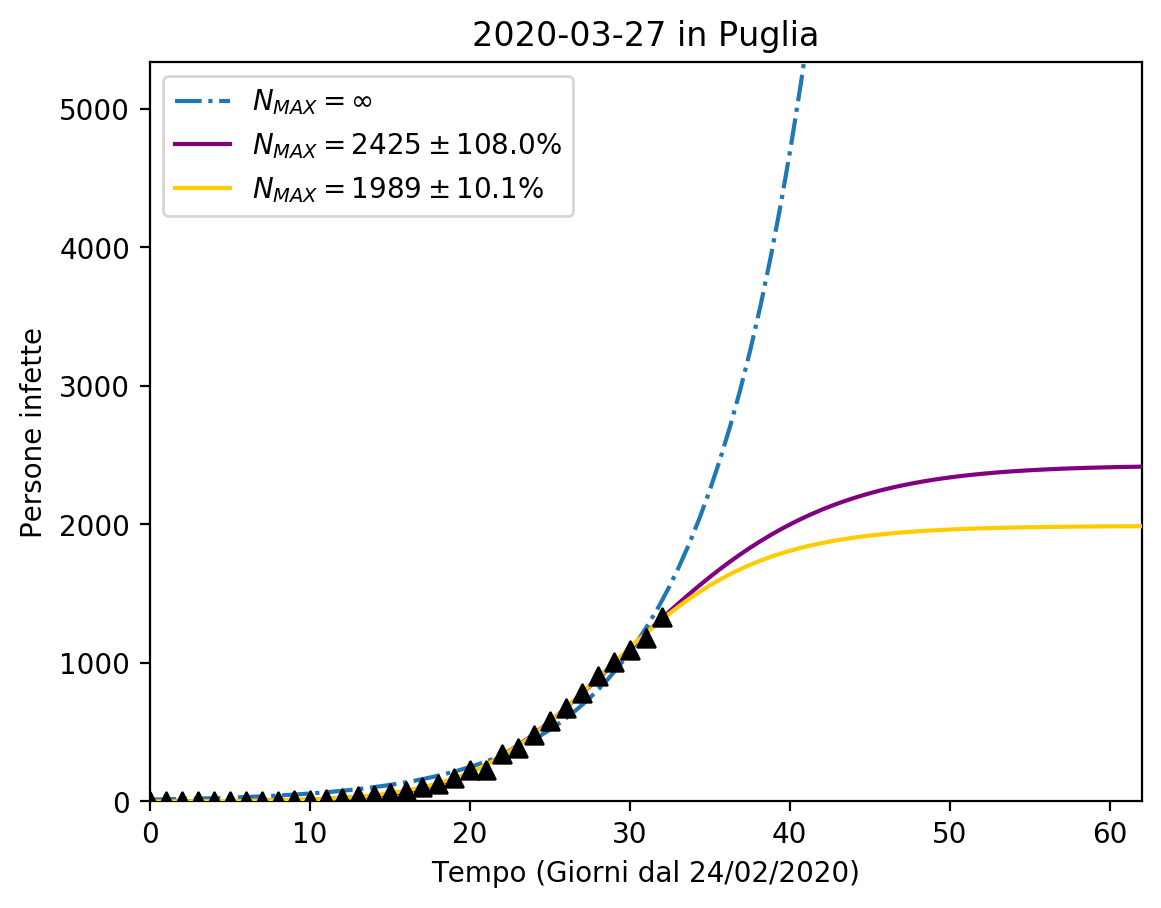 2020-03-27 in Puglia
N_MAX = ∞
N_MAX = 2425 ± 108.0%
N_MAX = 1989 ± 10.1%
5000
4000
3000
2000
1000
0
Persone infette
0 10 20 30 40 50 60
Tempo (Giorni dal 24/02/2020)